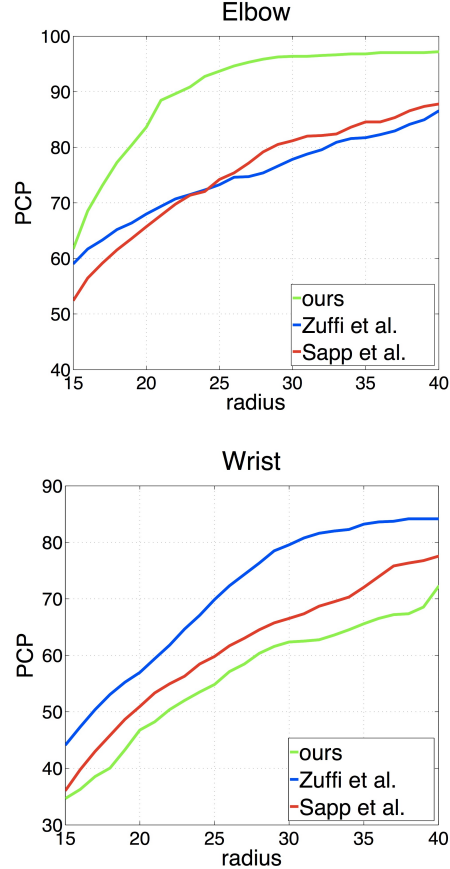 Elbow
100
90
80
70
60
50
40
PCP
15 20 25 30 35 40
radius
ours
Zuffi et al.
Sapp et al.
Wrist
90
80
70
60
50
40
30
PCP
15 20 25 30 35 40
radius
ours
Zuffi et al.
Sapp et al.